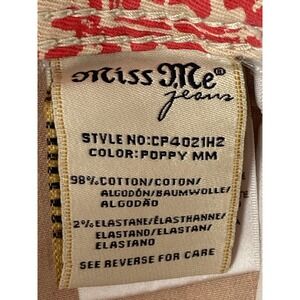 Miss Me®
jeans
STYLE NO:CP4021H2
COLOR:POPPY MM
98%COTTON/COTON/
ALGODÓN/BAUMWOLLE/
ALGODÃO
2%ELASTANE/ÉLASTHANNE/
ELASTANO/ELASTAN/
ELASTANO
SEE REVERSE FOR CARE